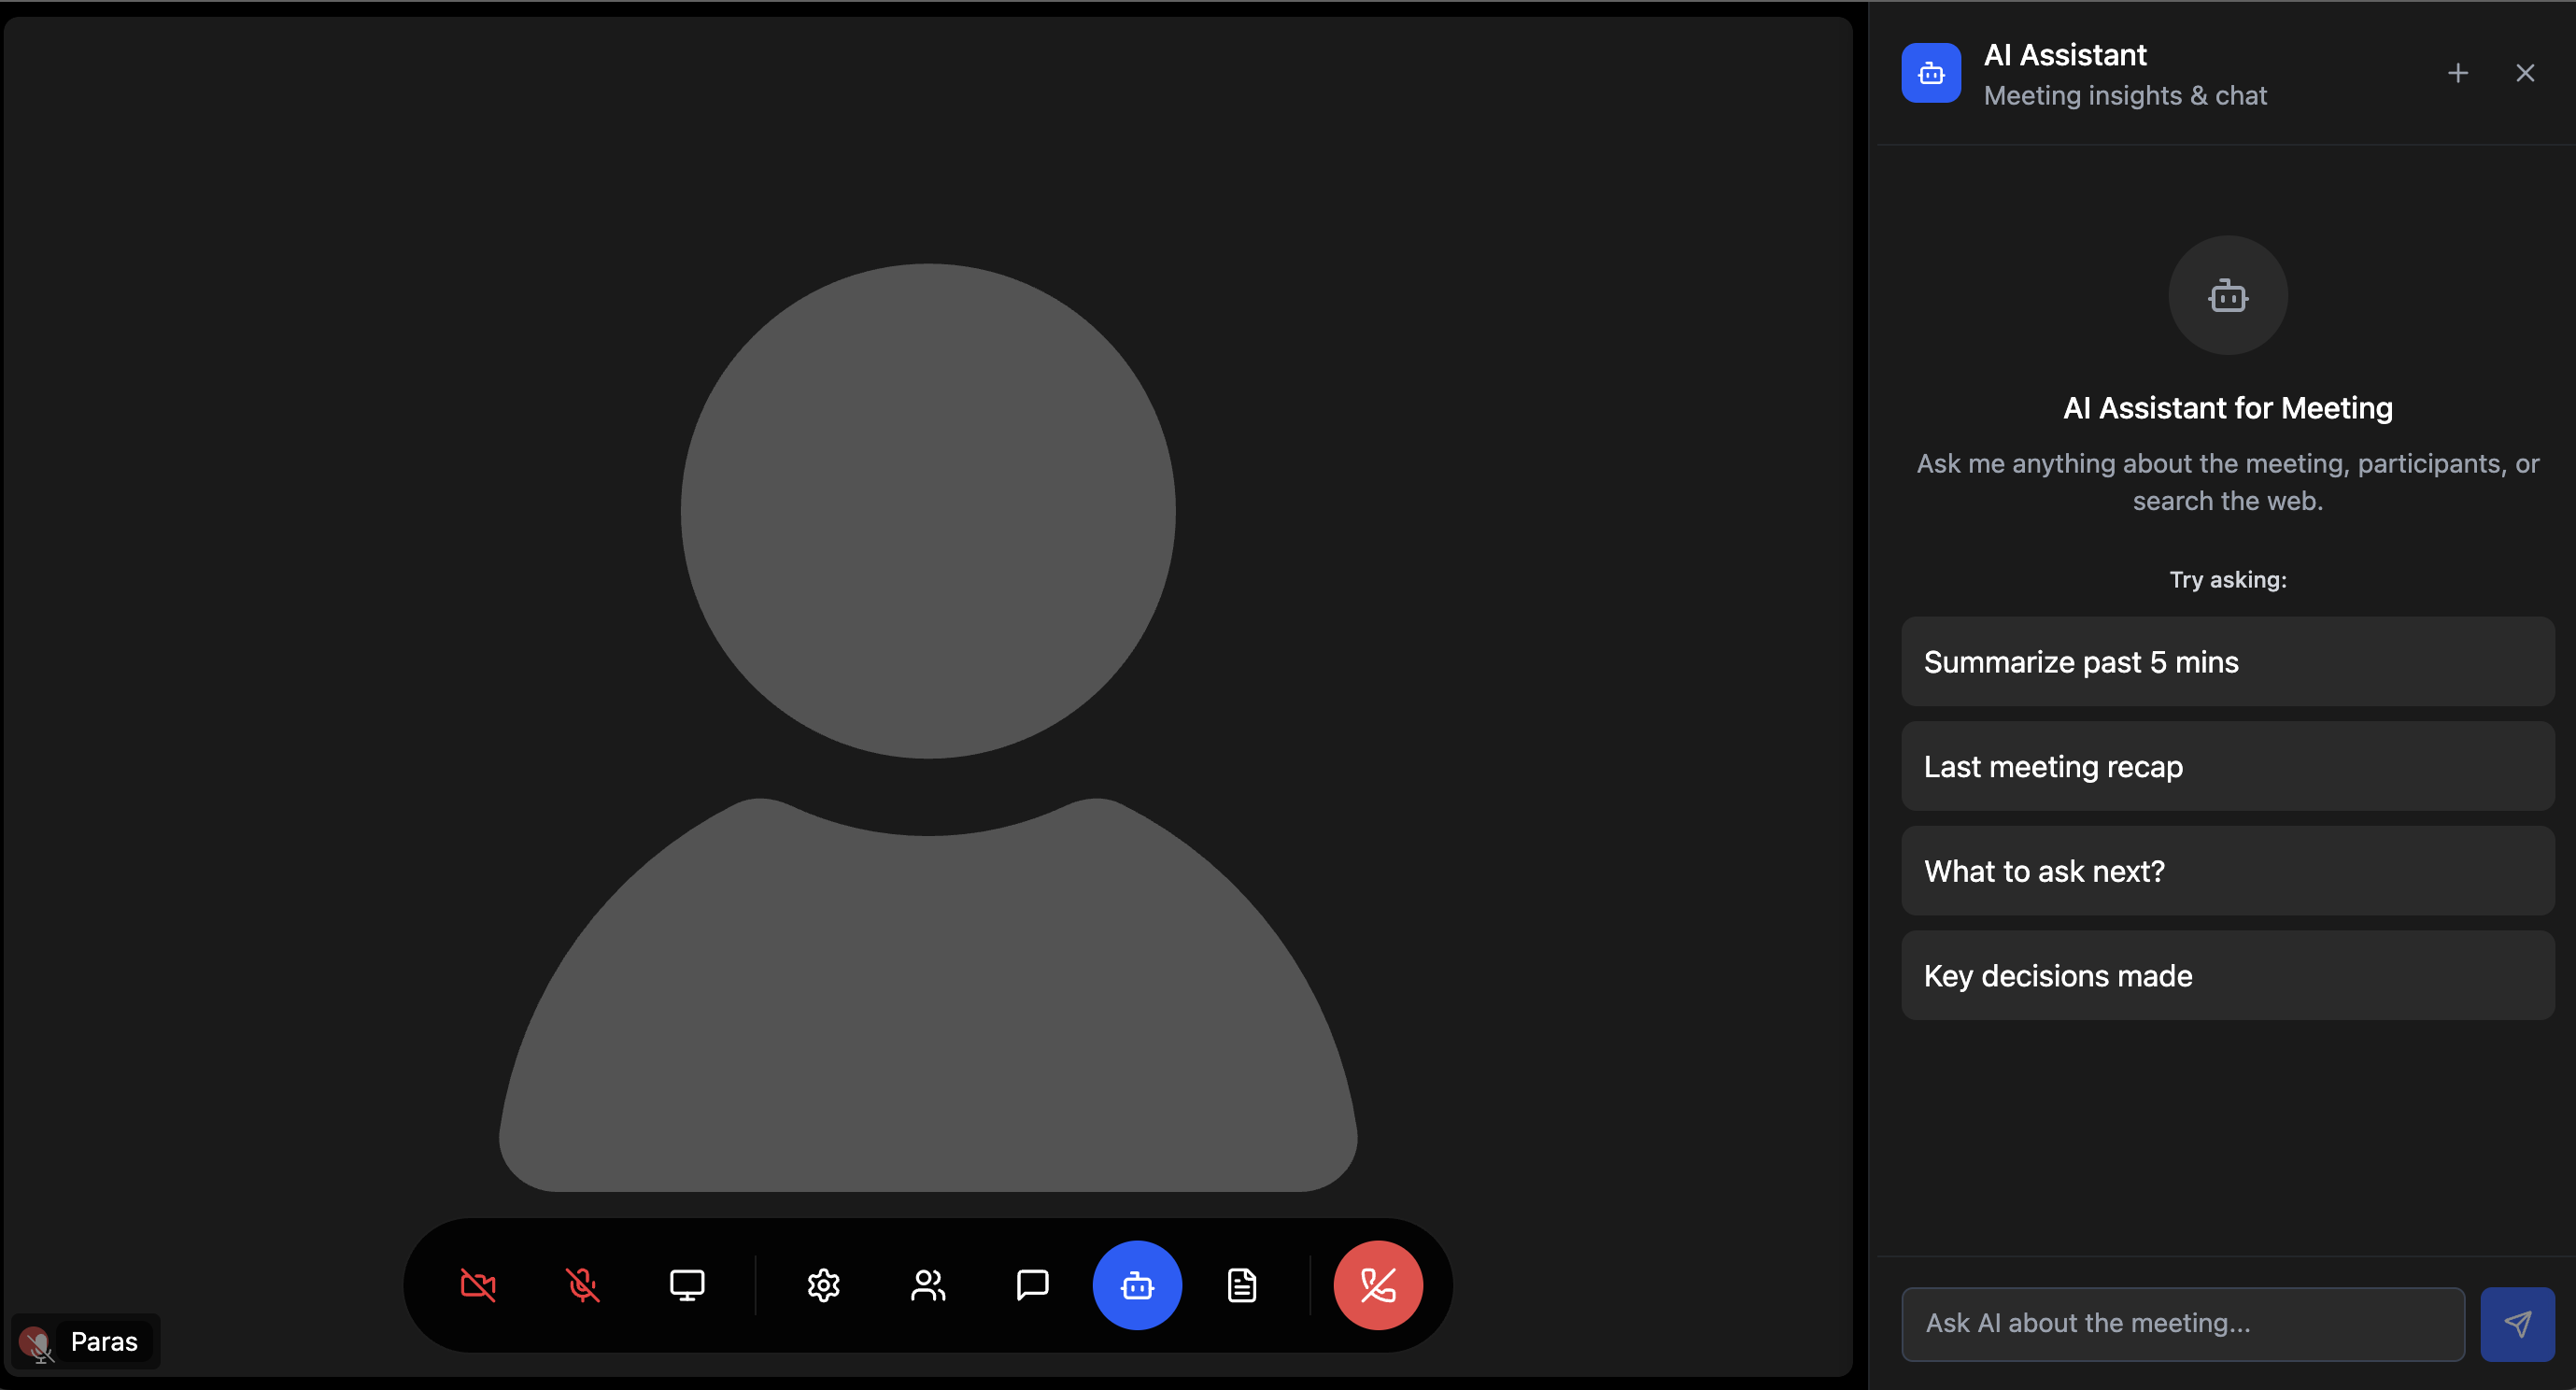 AI Assistant
Meeting insights & chat
AI Assistant for Meeting
Ask me anything about the meeting, participants, or
search the web.
Try asking:
Summarize past 5 mins
Last meeting recap
What to ask next?
Key decisions made
Ask AI about the meeting...
Paras